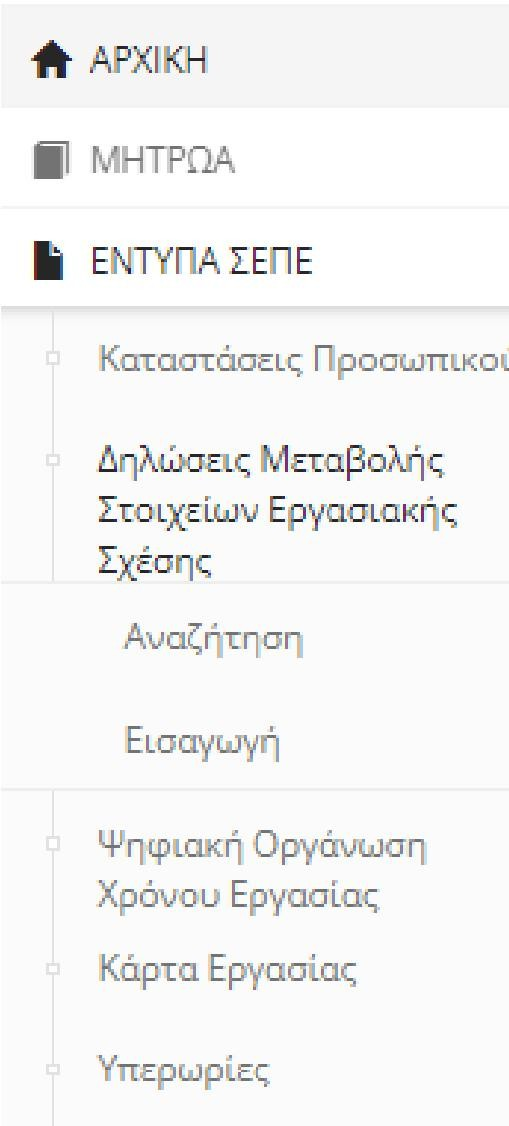 ΑΡΧΙΚΗ
ΜΗΤΡΩΑ
ΕΝΤΥΠΑ ΣΕΠΕ
Καταστάσεις Προσωπικού
Δηλώσεις Μεταβολής
Στοιχείων Εργασιακής
Σχέσης
Αναζήτηση
Εισαγωγή
Ψηφιακή Οργάνωση
Χρόνου Εργασίας
Κάρτα Εργασίας
Υπερωρίες